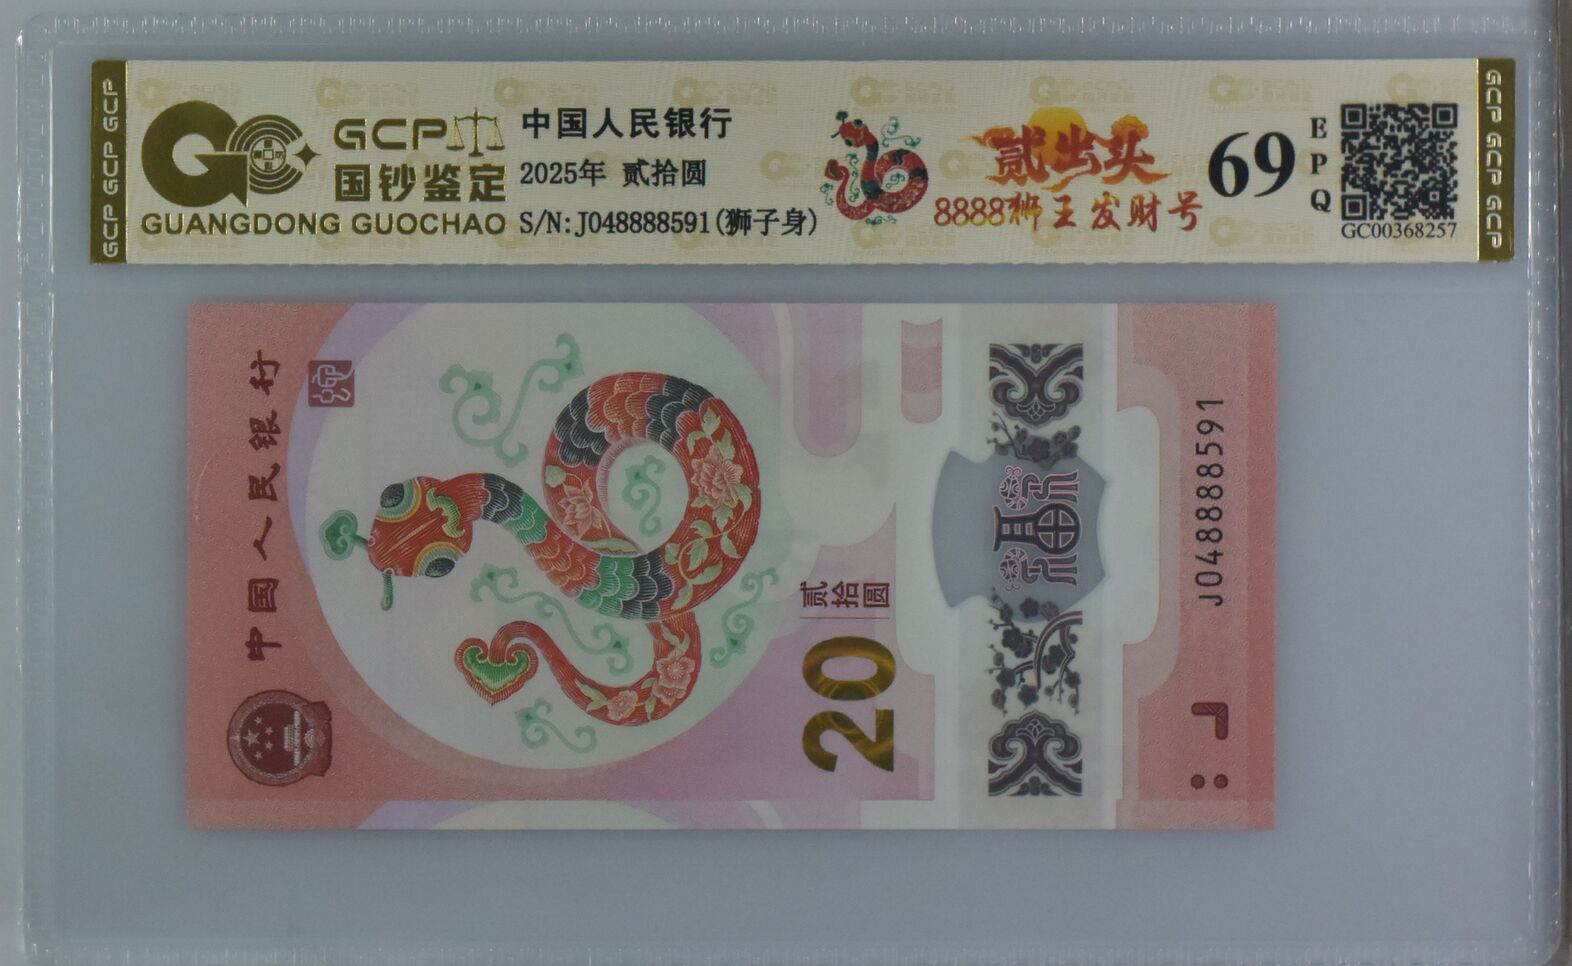 GCP GCP GCP
GCP
国钞鉴定
GUANGDONG GUOCHAO
中国人民银行
2025年 贰拾圆
S/N:J048888591(狮子身)
贰出头
8888狮王发财号
69
EPQ
GC00368257
GCP GCP GCP
中国人民银行
贰拾圆
20
福
J048888591